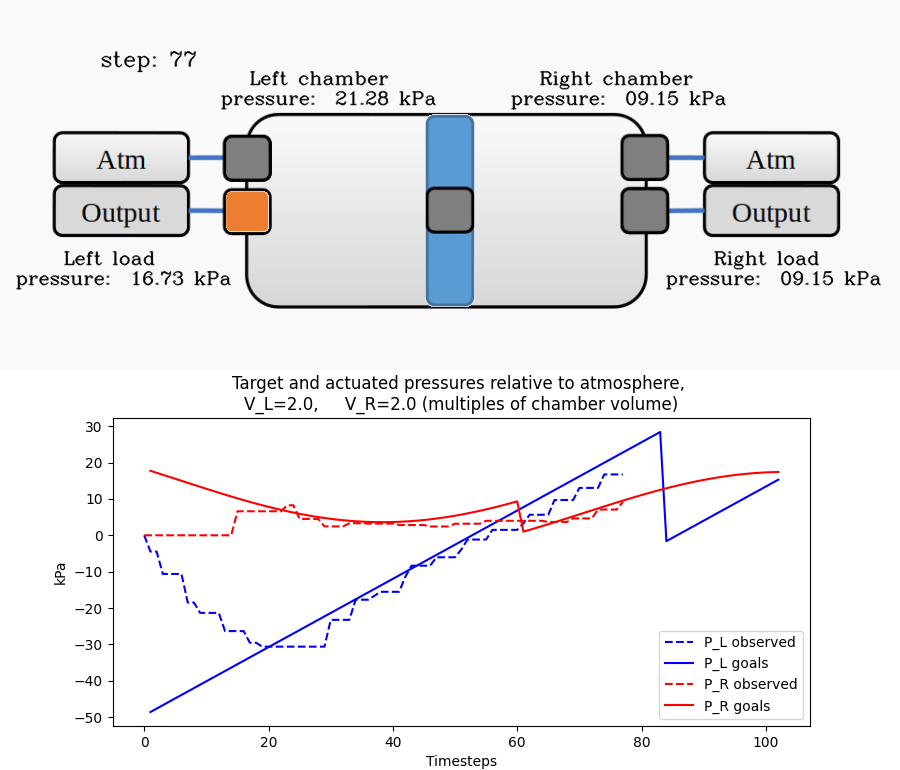 step: 77
Left chamber
pressure: 21.28 kPa
Right chamber
pressure: 09.15 kPa
Atm
Output
Atm
Output
Left load
pressure: 16.73 kPa
Right load
pressure: 09.15 kPa
Target and actuated pressures relative to atmosphere,
V_L=2.0, V_R=2.0 (multiples of chamber volume)
30
20
10
0
−10
−20
−30
−40
−50
kPa
P_L observed
P_L goals
P_R observed
P_R goals
0 20 40 60 80 100
Timesteps